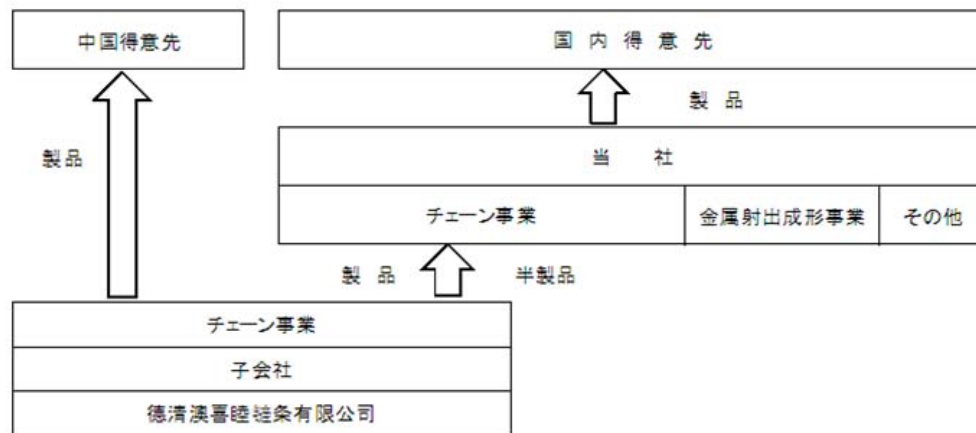 中国得意先
国内得意先
製品
製品
当社
チェーン事業
金属射出成形事業
その他
製品
半製品
チェーン事業
子会社
德清澳喜睦链条有限公司